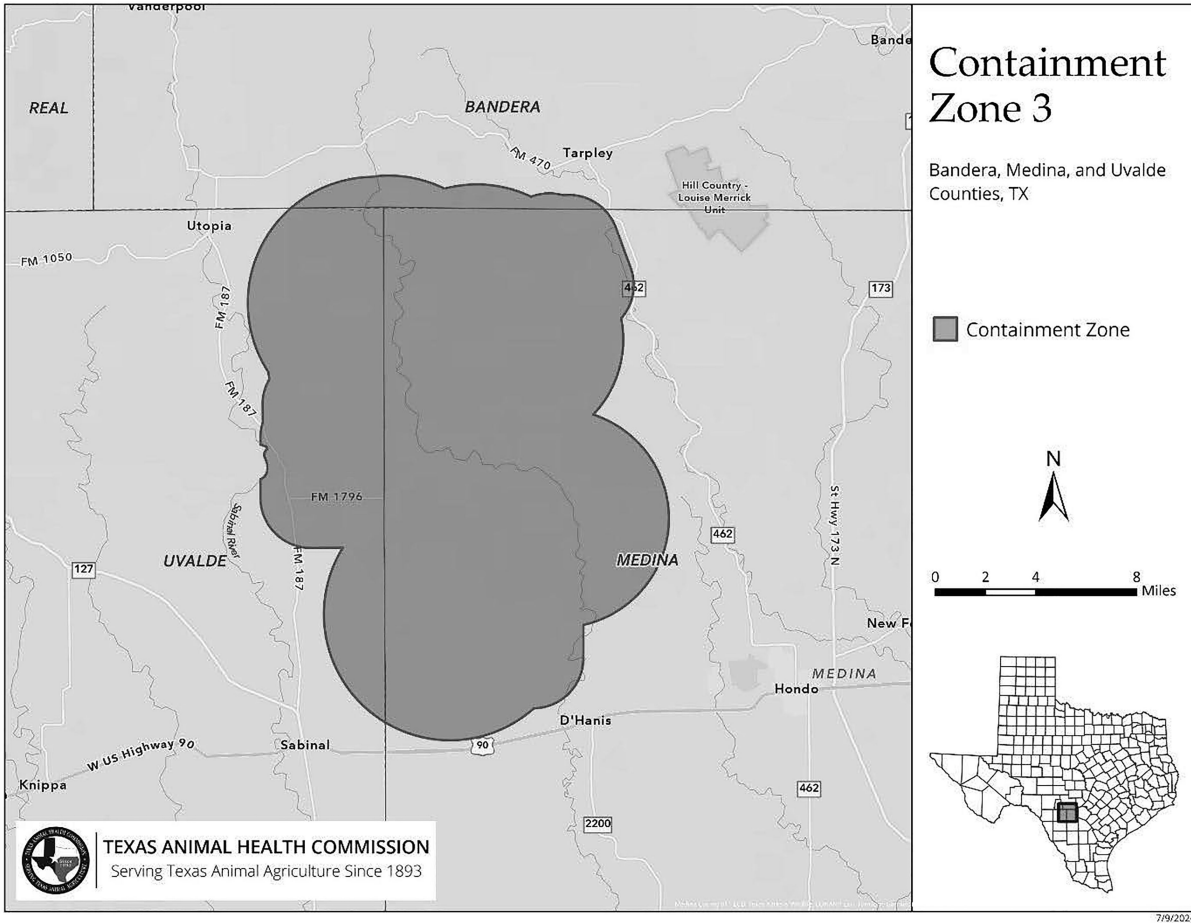 Vanderpool
Bande
REAL
BANDERA
FM 470
Tarpley
Hill Country -
Louise Merrick
Unit
Utopia
FM 1050
FM 187
462
173
FM 187
FM 1796
Sabinal River
UVALDE
FM 187
MEDINA
462
St Hwy 173 N
127
New F
MEDINA
Hondo
D'Hanis
W US Highway 90
Sabinal
90
Knippa
462
2200
TEXAS ANIMAL HEALTH COMMISSION
Serving Texas Animal Agriculture Since 1893
Containment
Zone 3
Bandera, Medina, and Uvalde
Counties, TX
Containment Zone
N
0 2 4 8
Miles
7/9/202